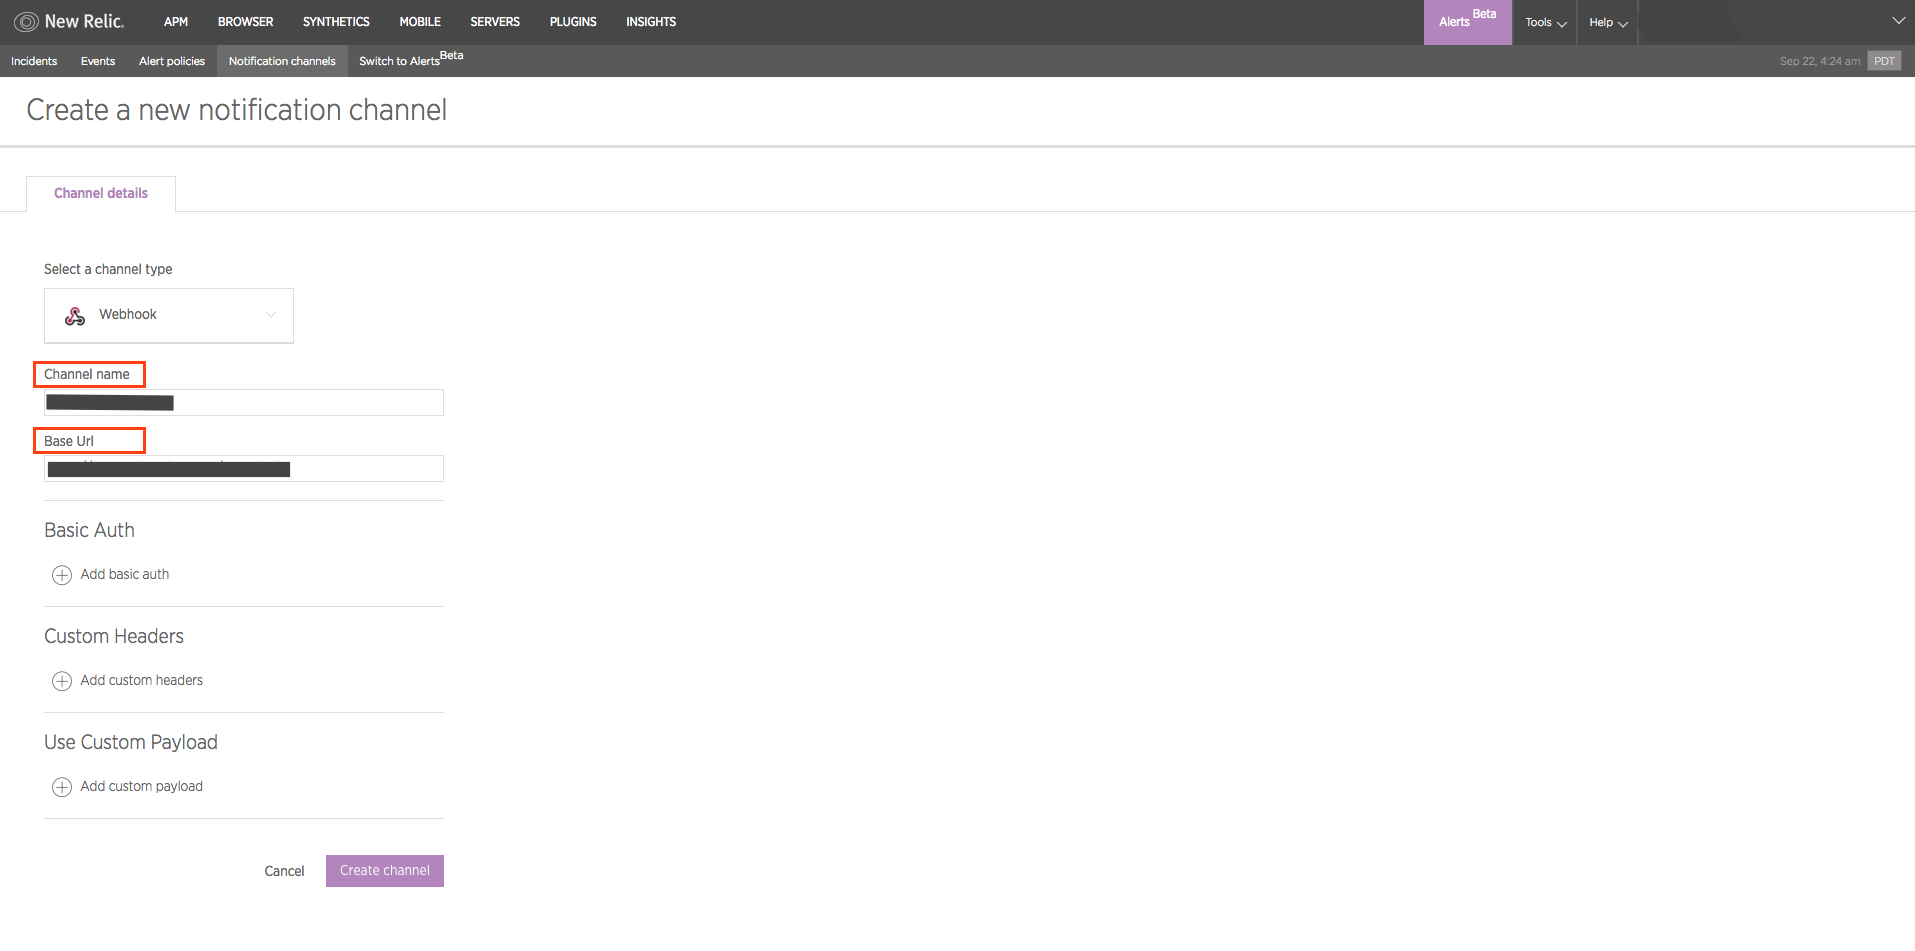 New Relic. APM BROWSER SYNTHETICS MOBILE SERVERS PLUGINS INSIGHTS Alerts Beta Tools Help
Incidents Events Alert policies Notification channels Switch to Alerts Beta Sep 22, 4:24 am PDT
Create a new notification channel
Channel details
Select a channel type
Webhook
Channel name
Base Url
Basic Auth
Add basic auth
Custom Headers
Add custom headers
Use Custom Payload
Add custom payload
Cancel Create channel